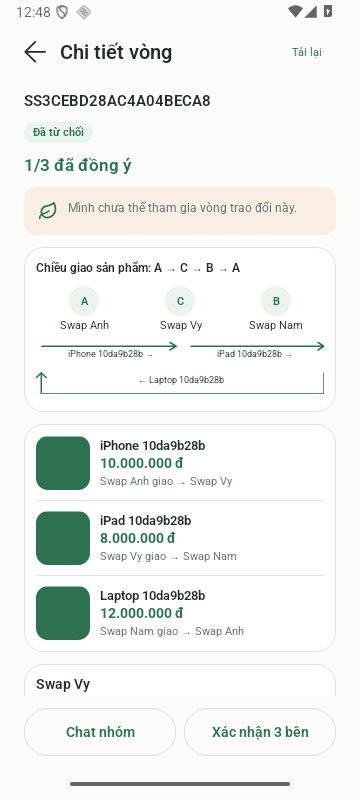 12:48
Chi tiết vòng
Tải lại
SS3CEBD28AC4A04BECA8
Đã từ chối
1/3 đã đồng ý
Mình chưa thể tham gia vòng trao đổi này.
Chiều giao sản phẩm: A → C → B → A
A C B
Swap Anh Swap Vy Swap Nam
iPhone 10da9b28b → iPad 10da9b28b →
← Laptop 10da9b28b
iPhone 10da9b28b
10.000.000 đ
Swap Anh giao → Swap Vy
iPad 10da9b28b
8.000.000 đ
Swap Vy giao → Swap Nam
Laptop 10da9b28b
12.000.000 đ
Swap Nam giao → Swap Anh
Swap Vy
Chat nhóm
Xác nhận 3 bên